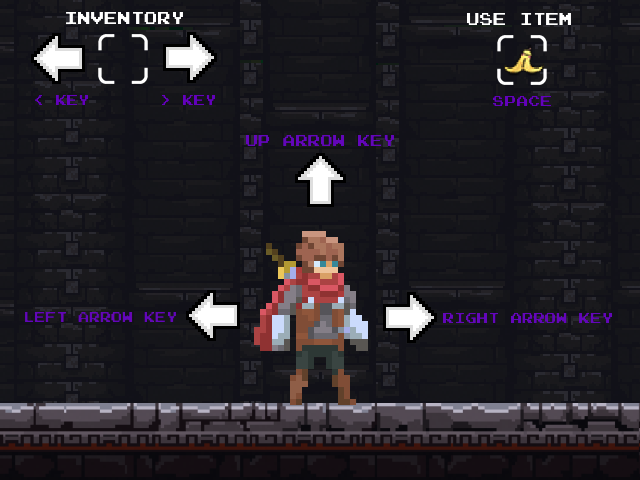 INVENTORY
USE ITEM
< KEY
> KEY
SPACE
UP ARROW KEY
LEFT ARROW KEY
RIGHT ARROW KEY